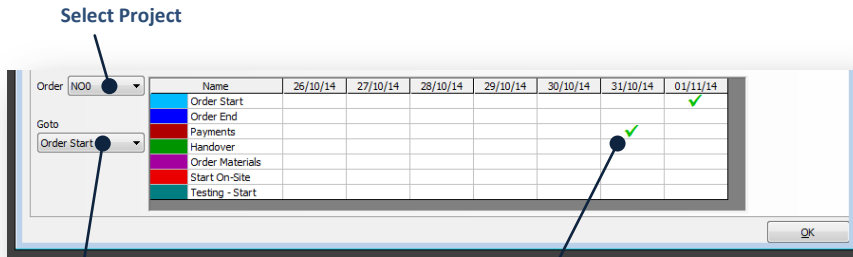 Select Project
Order NO0
Name 26/10/14 27/10/14 28/10/14 29/10/14 30/10/14 31/10/14 01/11/14
Order Start
Order End
Goto
Payments
Order Start
Handover
Order Materials
Start On-Site
Testing - Start
OK